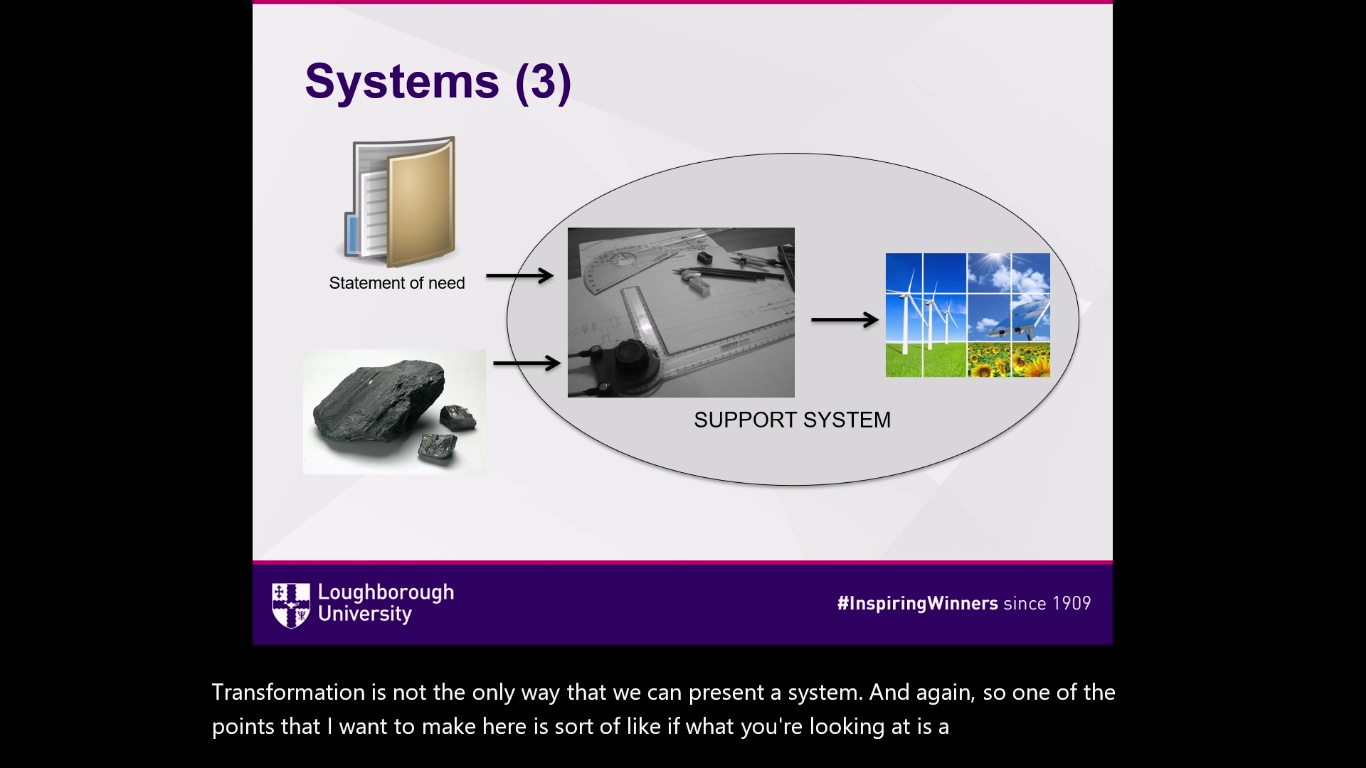 Systems (3)
Statement of need
SUPPORT SYSTEM
Loughborough
University
#InspiringWinners since 1909
Transformation is not the only way that we can present a system. And again, so one of the
points that I want to make here is sort of like if what you're looking at is a